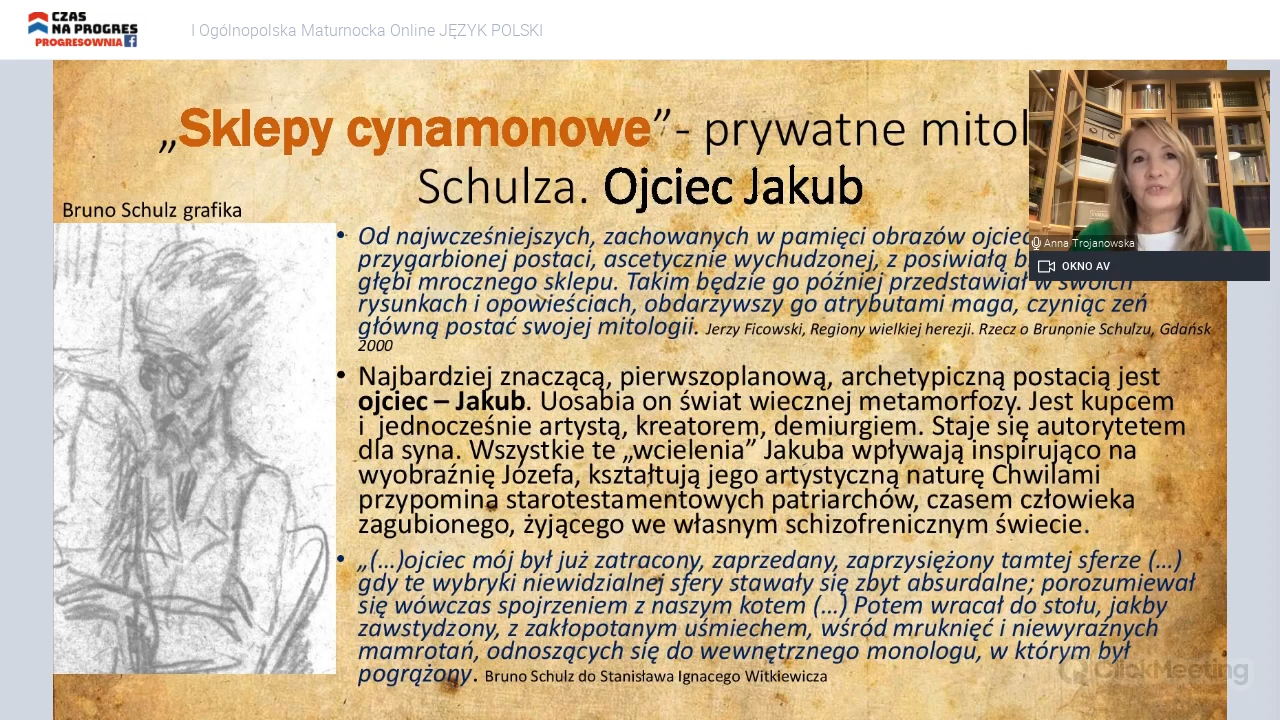 CZAS
NA PROGRES
PROGRESOWNIA
I Ogólnopolska Maturnocka Online JĘZYK POLSKI
„Sklepy cynamonowe”- prywatne mitol
Schulza. Ojciec Jakub
Bruno Schulz grafika
Anna Trojanowska
OKNO AV
• Od najwcześniejszych, zachowanych w pamięci obrazów ojciec
przygarbionej postaci, ascetycznie wychudzonej, z posiwiałą b
głębi mrocznego sklepu. Takim będzie go później przedstawiał w swoich
rysunkach i opowieściach, obdarzywszy go atrybutami maga, czyniąc zeń
główną postać swojej mitologii. Jerzy Ficowski, Regiony wielkiej herezji. Rzecz o Brunonie Schulzu, Gdańsk
2000
• Najbardziej znaczącą, pierwszoplanową, archetypiczną postacią jest
ojciec – Jakub. Uosabia on świat wiecznej metamorfozy. Jest kupcem
i jednocześnie artystą, kreatorem, demiurgiem. Staje się autorytetem
dla syna. Wszystkie te „wcielenia” Jakuba wpływają inspirująco na
wyobraźnię Józefa, kształtują jego artystyczną naturę Chwilami
przypomina starotestamentowych patriarchów, czasem człowieka
zagubionego, żyjącego we własnym schizofrenicznym świecie.
• „(…)ojciec mój był już zatracony, zaprzedany, zaprzysiężony tamtej sferze (…)
gdy te wybryki niewidzialnej sfery stawały się zbyt absurdalne; porozumiewał
się wówczas spojrzeniem z naszym kotem (…) Potem wracał do stołu, jakby
zawstydzony, z zakłopotanym uśmiechem, wśród mruknięć i niewyraźnych
mamrotań, odnoszących się do wewnętrznego monologu, w którym był
pogrążony. Bruno Schulz do Stanisława Ignacego Witkiewicza
ClickMeeting